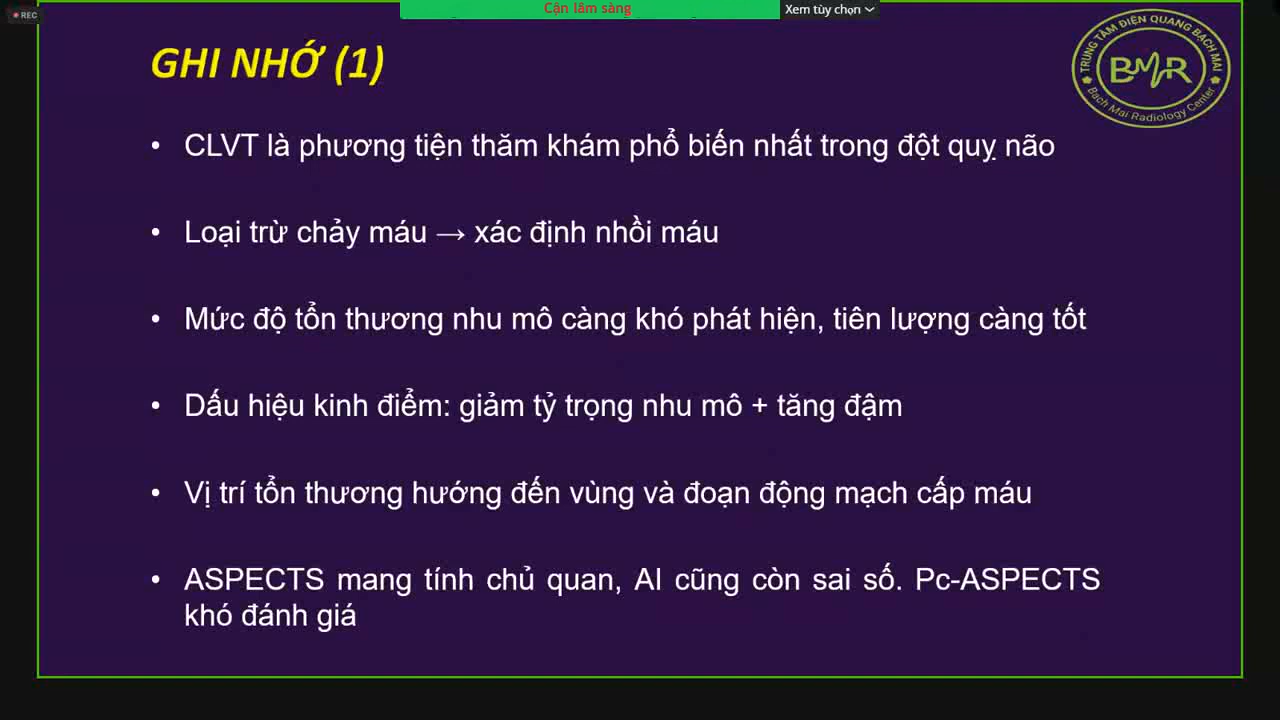 REC
Cận lâm sàng
Xem tùy chọn
GHI NHỚ (1)
TRUNG TÂM ĐIỆN QUANG BẠCH MAI
BMR
Bach Mai Radiology Center
• CLVT là phương tiện thăm khám phổ biến nhất trong đột quỵ não
• Loại trừ chảy máu → xác định nhồi máu
• Mức độ tổn thương nhu mô càng khó phát hiện, tiên lượng càng tốt
• Dấu hiệu kinh điểm: giảm tỷ trọng nhu mô + tăng đậm
• Vị trí tổn thương hướng đến vùng và đoạn động mạch cấp máu
• ASPECTS mang tính chủ quan, AI cũng còn sai số. Pc-ASPECTS
khó đánh giá